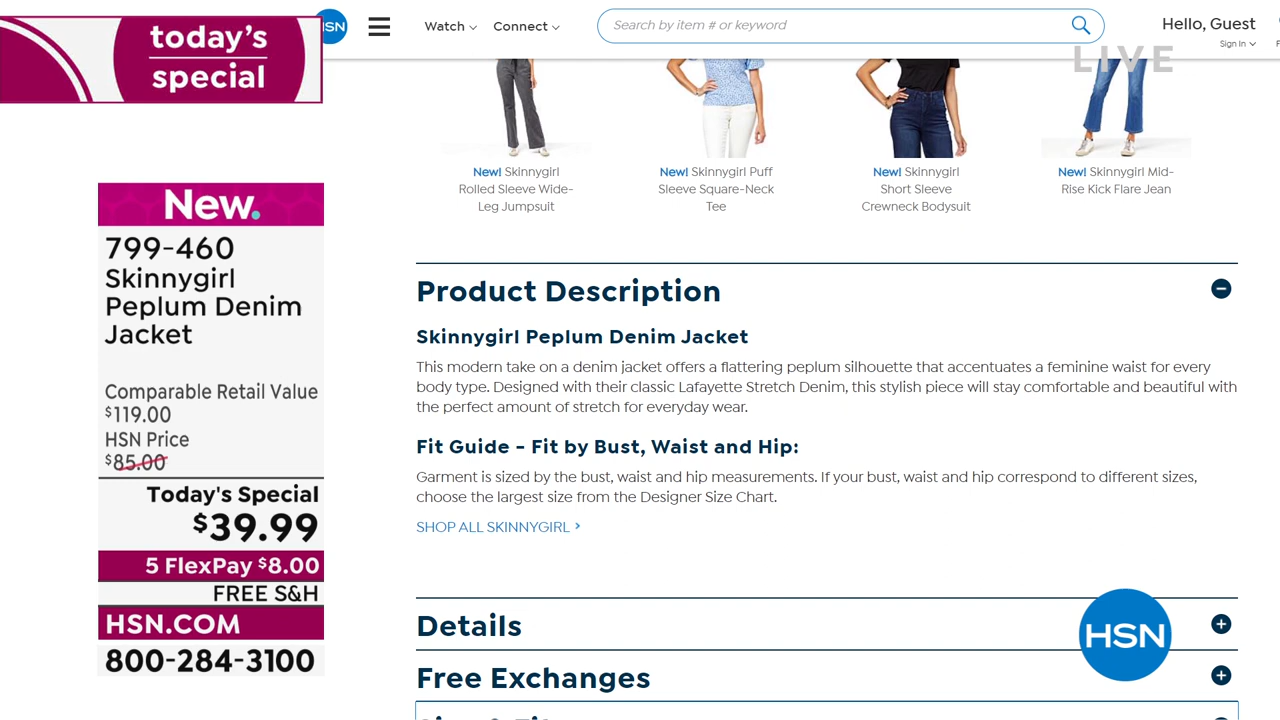 today's
special
HSN
Watch
Connect
Search by item # or keyword
Hello, Guest
Sign In
LIVE
New! Skinnygirl
Rolled Sleeve Wide-
Leg Jumpsuit
New! Skinnygirl Puff
Sleeve Square-Neck
Tee
New! Skinnygirl
Short Sleeve
Crewneck Bodysuit
New! Skinnygirl Mid-
Rise Kick Flare Jean
New.
799-460
Skinnygirl
Peplum Denim
Jacket
Comparable Retail Value
$119.00
HSN Price
$85.00
Today's Special
$39.99
5 FlexPay $8.00
FREE S&H
HSN.COM
800-284-3100
Product Description
Skinnygirl Peplum Denim Jacket
This modern take on a denim jacket offers a flattering peplum silhouette that accentuates a feminine waist for every
body type. Designed with their classic Lafayette Stretch Denim, this stylish piece will stay comfortable and beautiful with
the perfect amount of stretch for everyday wear.
Fit Guide - Fit by Bust, Waist and Hip:
Garment is sized by the bust, waist and hip measurements. If your bust, waist and hip correspond to different sizes,
choose the largest size from the Designer Size Chart.
SHOP ALL SKINNYGIRL >
Details
HSN
Free Exchanges